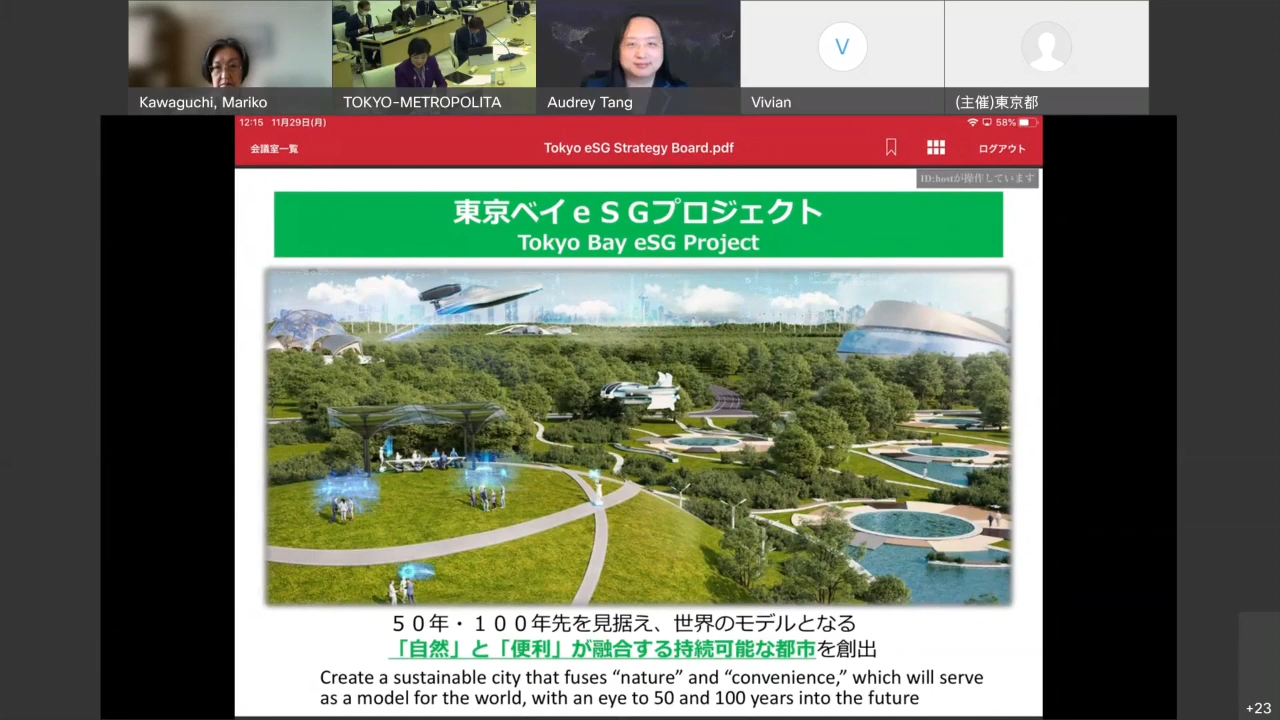 Kawaguchi, Mariko
TOKYO-METROPOLITA
Audrey Tang
V
Vivian
(主催)東京都
12:15 11月29日(月)
58%
会議室一覧
Tokyo eSG Strategy Board.pdf
ログアウト
ID:hostが操作しています
東京ベイeSGプロジェクト
Tokyo Bay eSG Project
50年・100年先を見据え、世界のモデルとなる
「自然」と「便利」が融合する持続可能な都市を創出
Create a sustainable city that fuses “nature” and “convenience,” which will serve
as a model for the world, with an eye to 50 and 100 years into the future
+23